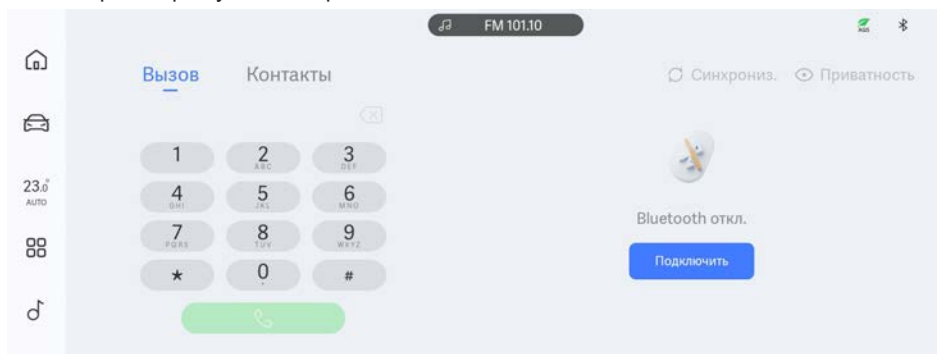 FM 101.10
Вызов Контакты
Синхрониз. Приватность
1
2 ABC
3 DEF
23.0° AUTO
4 GHI
5 JKL
6 MNO
Bluetooth откл.
7 PQRS
8 TUV
9 WXYZ
Подключить
*
0
#